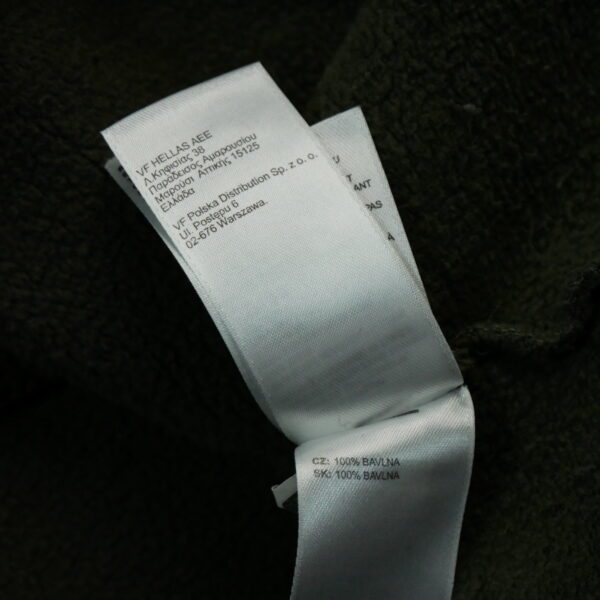 VF HELLAS AEE
Λ.Κηφισίας 38
Παράδεισος Αμαρουσίου
Μαρούσι Αττικής 15125
Ελλάδα
VF Polska Distribution Sp. z o. o.
Ul. Postępu 6
02-676 Warszawa.
CZ: 100% BAVLNA
SK: 100% BAVLNA